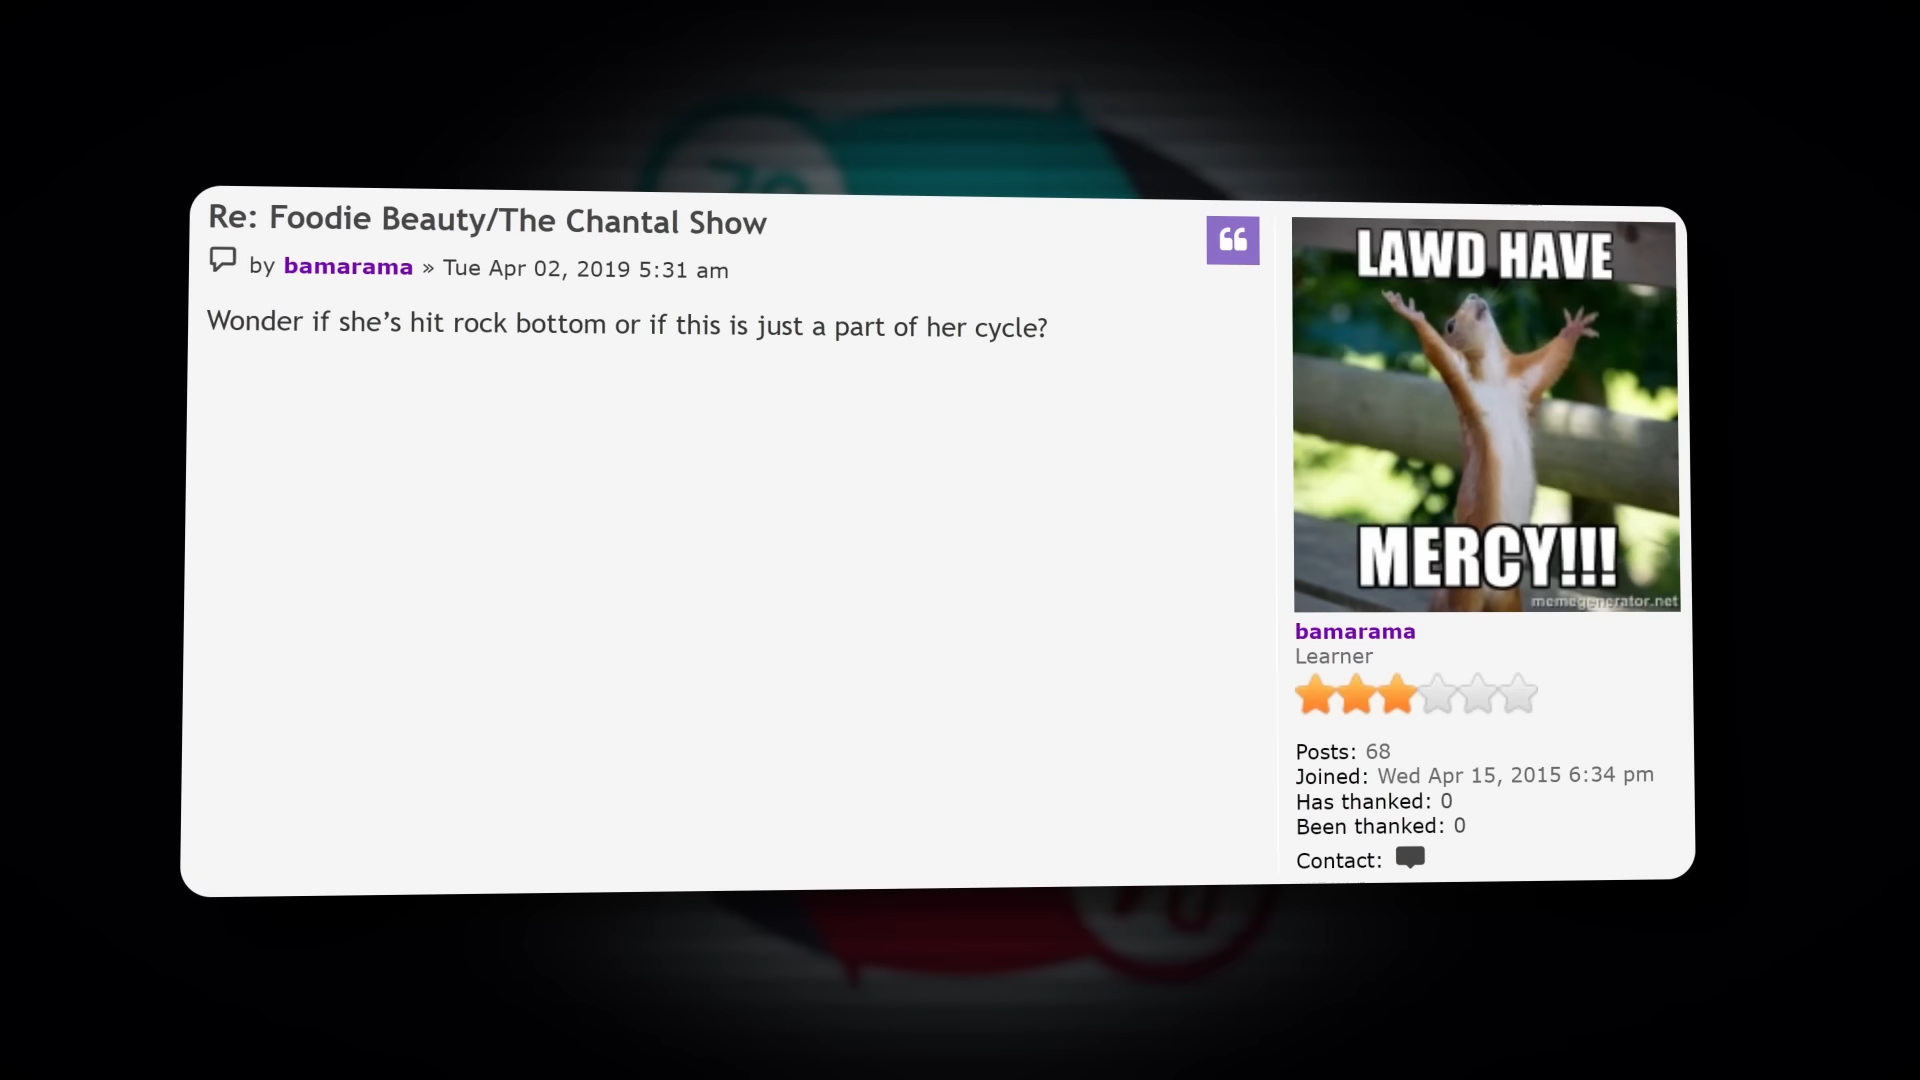 Re: Foodie Beauty/The Chantal Show
by bamarama » Tue Apr 02, 2019 5:31 am
Wonder if she’s hit rock bottom or if this is just a part of her cycle?
LAWD HAVE
MERCY!!!
memegenerator.net
bamarama
Learner
Posts: 68
Joined: Wed Apr 15, 2015 6:34 pm
Has thanked: 0
Been thanked: 0
Contact: